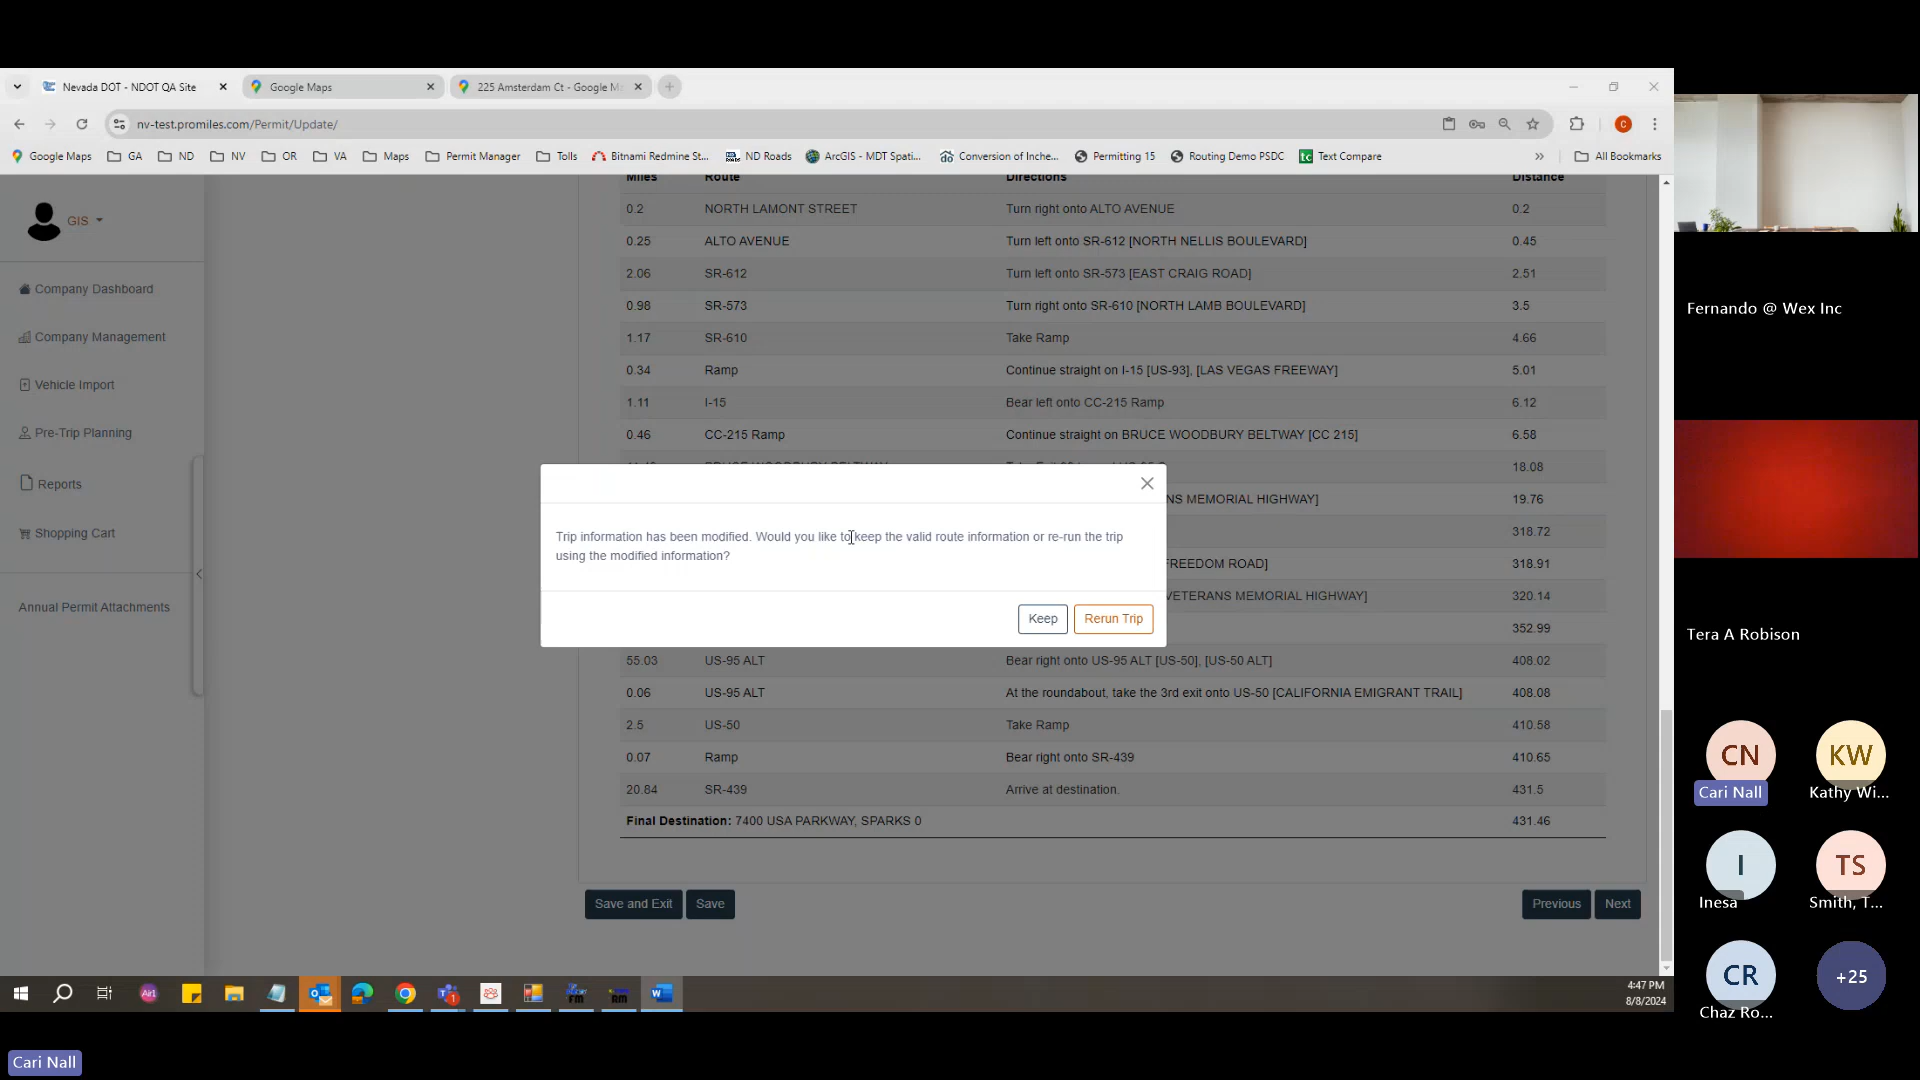 Nevada DOT - NDOT QA Site
Google Maps
225 Amsterdam Ct - Google M
nv-test.promiles.com/Permit/Update/
C
Google Maps
GA
ND
NV
OR
VA
Maps
Permit Manager
Tolls
Bitnami Redmine St...
ND Roads
ArcGIS - MDT Spati...
Conversion of Inche...
Permitting 15
Routing Demo PSDC
tc Text Compare
»
All Bookmarks
GIS
Company Dashboard
Company Management
Vehicle Import
Pre-Trip Planning
Reports
Shopping Cart
Annual Permit Attachments
Miles Route Directions Distance
0.2 NORTH LAMONT STREET Turn right onto ALTO AVENUE 0.2
0.25 ALTO AVENUE Turn left onto SR-612 [NORTH NELLIS BOULEVARD] 0.45
2.06 SR-612 Turn left onto SR-573 [EAST CRAIG ROAD] 2.51
0.98 SR-573 Turn right onto SR-610 [NORTH LAMB BOULEVARD] 3.5
1.17 SR-610 Take Ramp 4.66
0.34 Ramp Continue straight on I-15 [US-93], [LAS VEGAS FREEWAY] 5.01
1.11 I-15 Bear left onto CC-215 Ramp 6.12
0.46 CC-215 Ramp Continue straight on BRUCE WOODBURY BELTWAY [CC 215] 6.58
18.08
NS MEMORIAL HIGHWAY] 19.76
318.72
FREEDOM ROAD] 318.91
VETERANS MEMORIAL HIGHWAY] 320.14
352.99
55.03 US-95 ALT Bear right onto US-95 ALT [US-50], [US-50 ALT] 408.02
0.06 US-95 ALT At the roundabout, take the 3rd exit onto US-50 [CALIFORNIA EMIGRANT TRAIL] 408.08
2.5 US-50 Take Ramp 410.58
0.07 Ramp Bear right onto SR-439 410.65
20.84 SR-439 Arrive at destination. 431.5
Final Destination: 7400 USA PARKWAY, SPARKS 0 431.46
Trip information has been modified. Would you like to keep the valid route information or re-run the trip
using the modified information?
Keep
Rerun Trip
Save and Exit
Save
Previous
Next
4:47 PM
8/8/2024
Fernando @ Wex Inc
Tera A Robison
CN
Cari Nall
KW
Kathy Wi...
I
Inesa
TS
Smith, T...
CR
Chaz Ro...
+25
Cari Nall